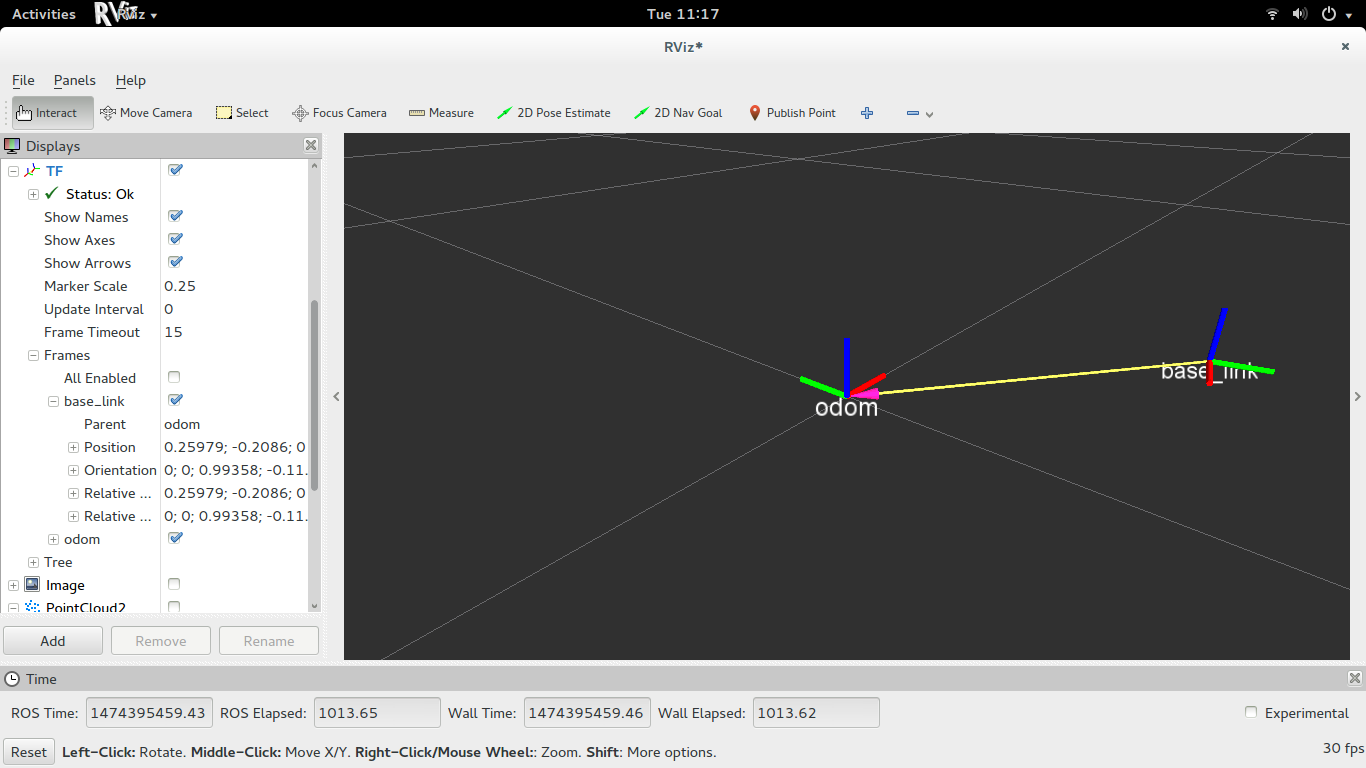 Activities RViz RViz Tue 11:17
RViz*
File Panels Help
Interact Move Camera Select Focus Camera Measure 2D Pose Estimate 2D Nav Goal Publish Point
Displays
TF
Status: Ok
Show Names
Show Axes
Show Arrows
Marker Scale 0.25
Update Interval 0
Frame Timeout 15
Frames
All Enabled
base_link
Parent odom
Position 0.25979; -0.2086; 0
Orientation 0; 0; 0.99358; -0.11.
Relative ... 0.25979; -0.2086; 0
Relative ... 0; 0; 0.99358; -0.11.
odom
Tree
Image
PointCloud2
Add Remove Rename
odom
base_link
Time
ROS Time: 1474395459.43 ROS Elapsed: 1013.65 Wall Time: 1474395459.46 Wall Elapsed: 1013.62 Experimental
Reset Left-Click: Rotate. Middle-Click: Move X/Y. Right-Click/Mouse Wheel:: Zoom. Shift: More options. 30 fps